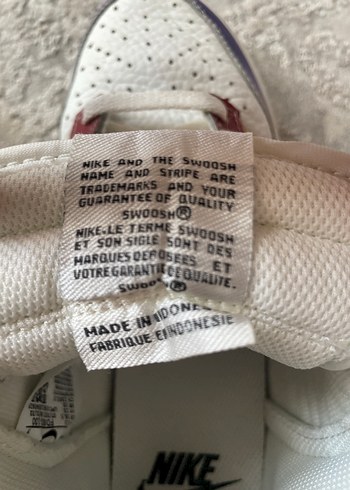 NIKE AND THE SWOOSH
NAME AND STRIPE ARE
TRADEMARKS AND YOUR
GUARANTEE OF QUALITY
SWOOSH®
NIKE.LE TERME SWOOSH
ET SON SIGLE SONT DES
MARQUES DEPOSEES ET
VOTRE GARANTIE DE QUALITE.
SWOOSH®
MADE IN INDONESIA
FABRIQUE EN INDONESIE
NIKE